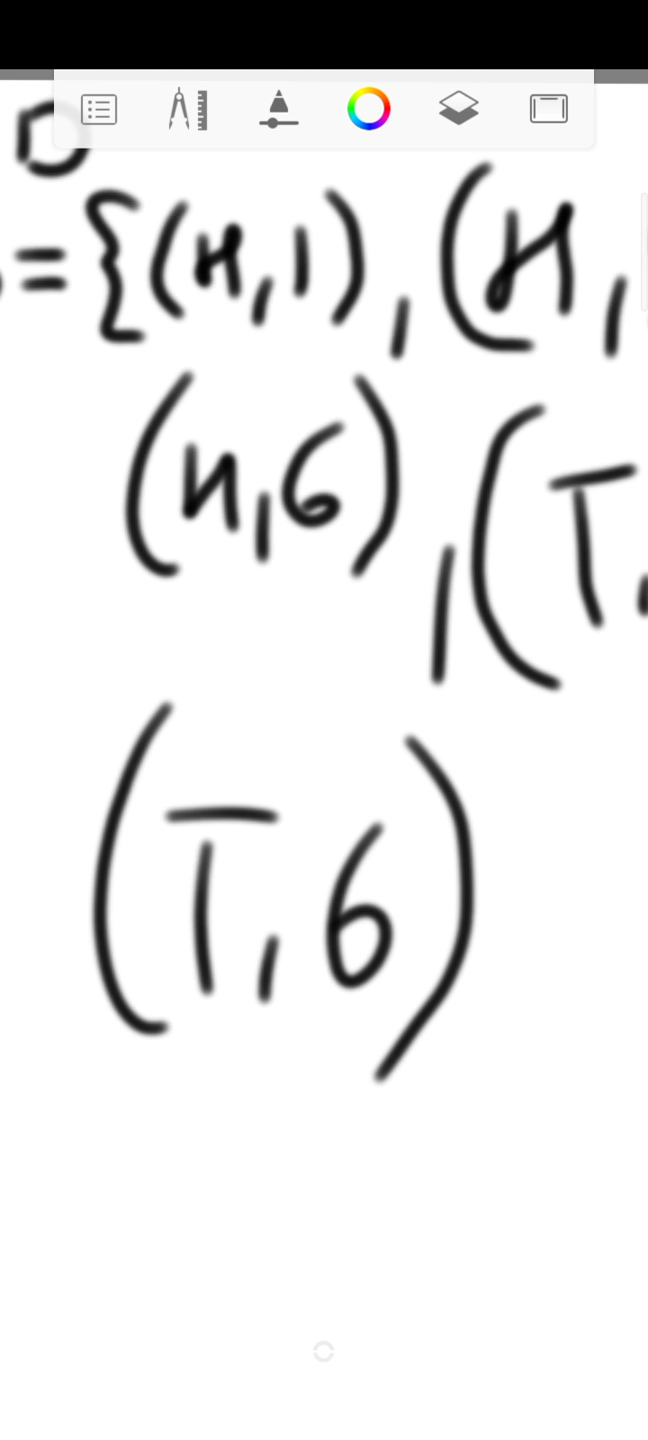 = {(H,1), (H,
(H,6), (T,
(T,6)